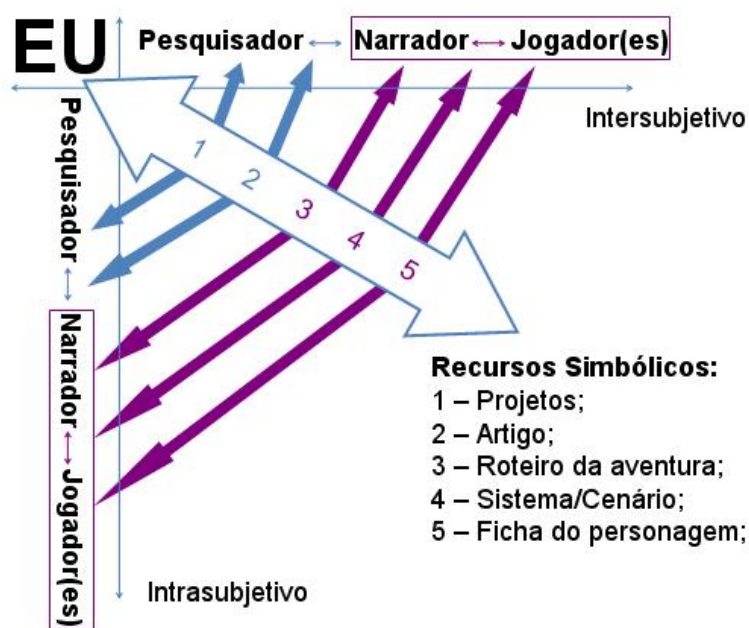 EU
Pesquisador
Narrador
Jogador(es)
Intersubjetivo
Pesquisador
Narrador
Jogador(es)
1
2
3
4
5
Recursos Simbólicos:
1 – Projetos;
2 – Artigo;
3 – Roteiro da aventura;
4 – Sistema/Cenário;
5 – Ficha do personagem;
Intrasubjetivo